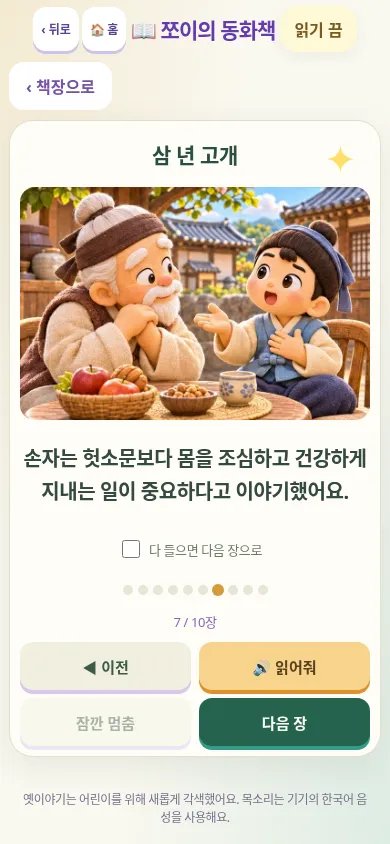 ‹ 뒤로
🏠 홈
📖 쪼이의 동화책
읽기 끔
‹ 책장으로
삼 년 고개
손자는 헛소문보다 몸을 조심하고 건강하게
지내는 일이 중요하다고 이야기했어요.
다 들으면 다음 장으로
7 / 10장
◀ 이전
🔊 읽어줘
잠깐 멈춤
다음 장
옛이야기는 어린이를 위해 새롭게 각색했어요. 목소리는 기기의 한국어 음
성을 사용해요.